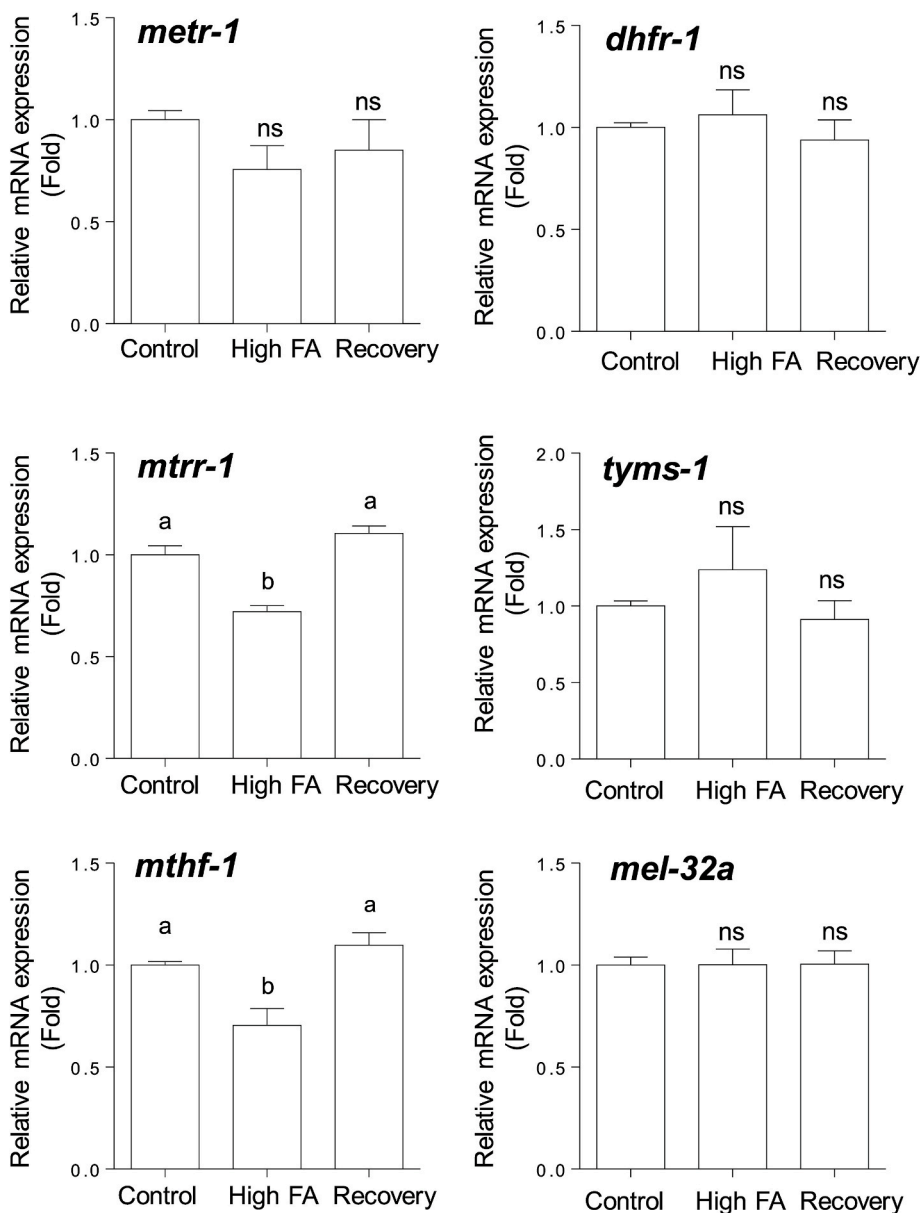 metr-1
Relative mRNA expression
(Fold)
1.5
1.0
0.5
0.0
ns
ns
Control High FA Recovery
dhfr-1
Relative mRNA expression
(Fold)
1.5
1.0
0.5
0.0
ns
ns
Control High FA Recovery
mtrr-1
Relative mRNA expression
(Fold)
1.5
1.0
0.5
0.0
a
b
a
Control High FA Recovery
tyms-1
Relative mRNA expression
(Fold)
2.0
1.5
1.0
0.5
0.0
ns
ns
Control High FA Recovery
mthf-1
Relative mRNA expression
(Fold)
1.5
1.0
0.5
0.0
a
b
a
Control High FA Recovery
mel-32a
Relative mRNA expression
(Fold)
1.5
1.0
0.5
0.0
ns
ns
Control High FA Recovery